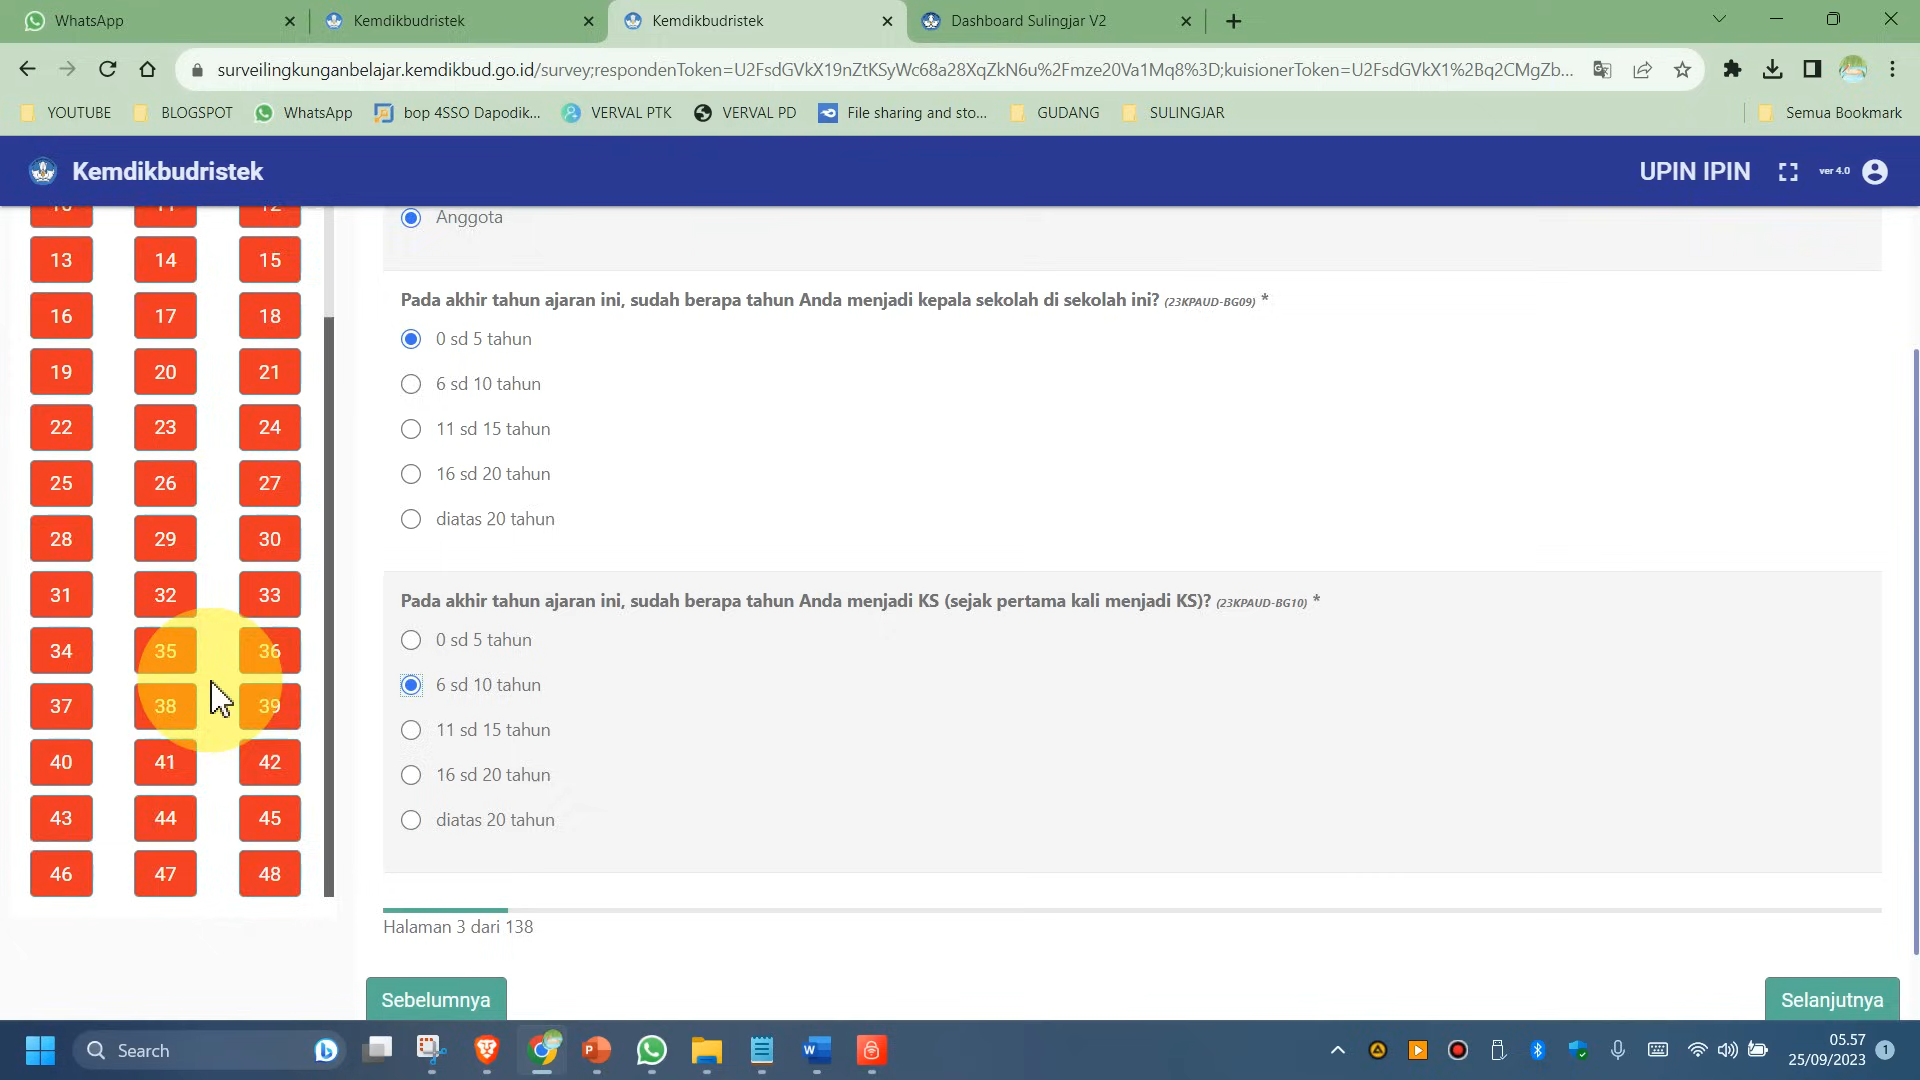 WhatsApp
Kemdikbudristek
Kemdikbudristek
Dashboard Sulingjar V2
surveilingkunganbelajar.kemdikbud.go.id/survey;respondenToken=U2FsdGVkX19nZtKSyWc68a28XqZkN6u%2Fmze20Va1Mq8%3D;kuisionerToken=U2FsdGVkX1%2Bq2CMgZb...
YOUTUBE
BLOGSPOT
WhatsApp
bop 4SSO Dapodik...
VERVAL PTK
VERVAL PD
File sharing and sto...
GUDANG
SULINGJAR
Semua Bookmark
Kemdikbudristek
UPIN IPIN
ver 4.0
10 11 12
13 14 15
16 17 18
19 20 21
22 23 24
25 26 27
28 29 30
31 32 33
34 35 36
37 38 39
40 41 42
43 44 45
46 47 48
Anggota
Pada akhir tahun ajaran ini, sudah berapa tahun Anda menjadi kepala sekolah di sekolah ini? (23KPAUD-BG09) *
0 sd 5 tahun
6 sd 10 tahun
11 sd 15 tahun
16 sd 20 tahun
diatas 20 tahun
Pada akhir tahun ajaran ini, sudah berapa tahun Anda menjadi KS (sejak pertama kali menjadi KS)? (23KPAUD-BG10) *
0 sd 5 tahun
6 sd 10 tahun
11 sd 15 tahun
16 sd 20 tahun
diatas 20 tahun
Halaman 3 dari 138
Sebelumnya
Selanjutnya
Search
05.57
25/09/2023
1